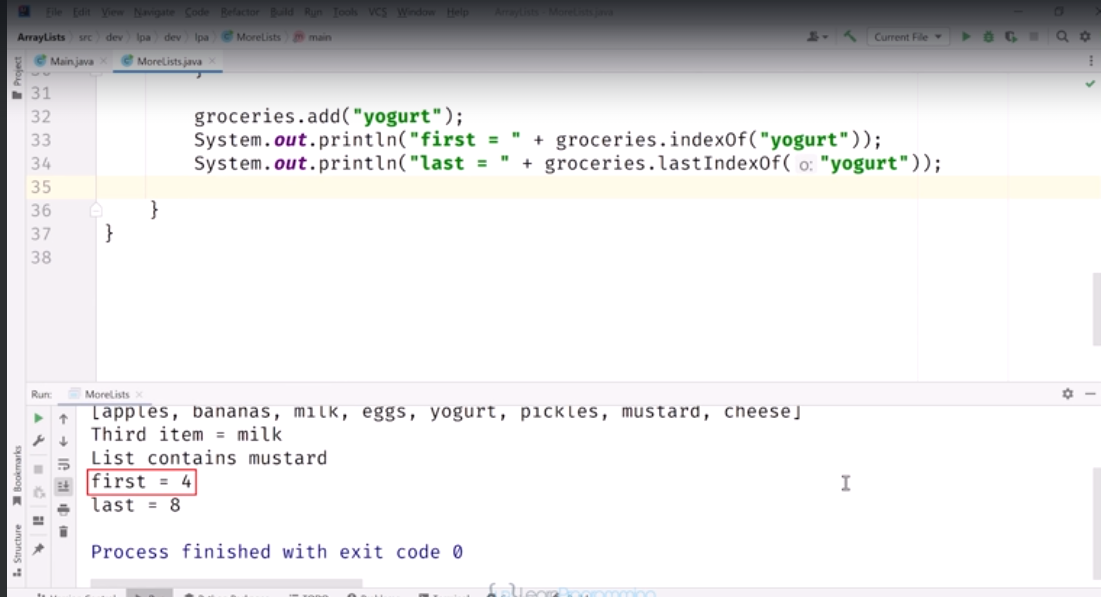 File Edit View Navigate Code Refactor Build Run Tools VCS Window Help ArrayLists - MoreLists.java
ArrayLists src dev lpa dev lpa MoreLists main Current File
Project Main.java MoreLists.java
31
32 groceries.add("yogurt");
33 System.out.println("first = " + groceries.indexOf("yogurt"));
34 System.out.println("last = " + groceries.lastIndexOf( o: "yogurt"));
35
36 }
37 }
38
Run: MoreLists
[apples, bananas, milk, eggs, yogurt, pickles, mustard, cheese]
Third item = milk
List contains mustard
first = 4
last = 8
Process finished with exit code 0
Bookmarks
Structure